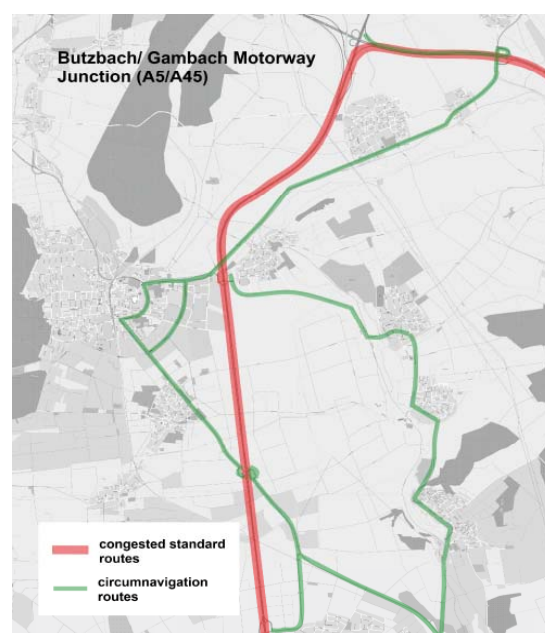 Butzbach/ Gambach Motorway
Junction (A5/A45)
congested standard
routes
circumnavigation
routes